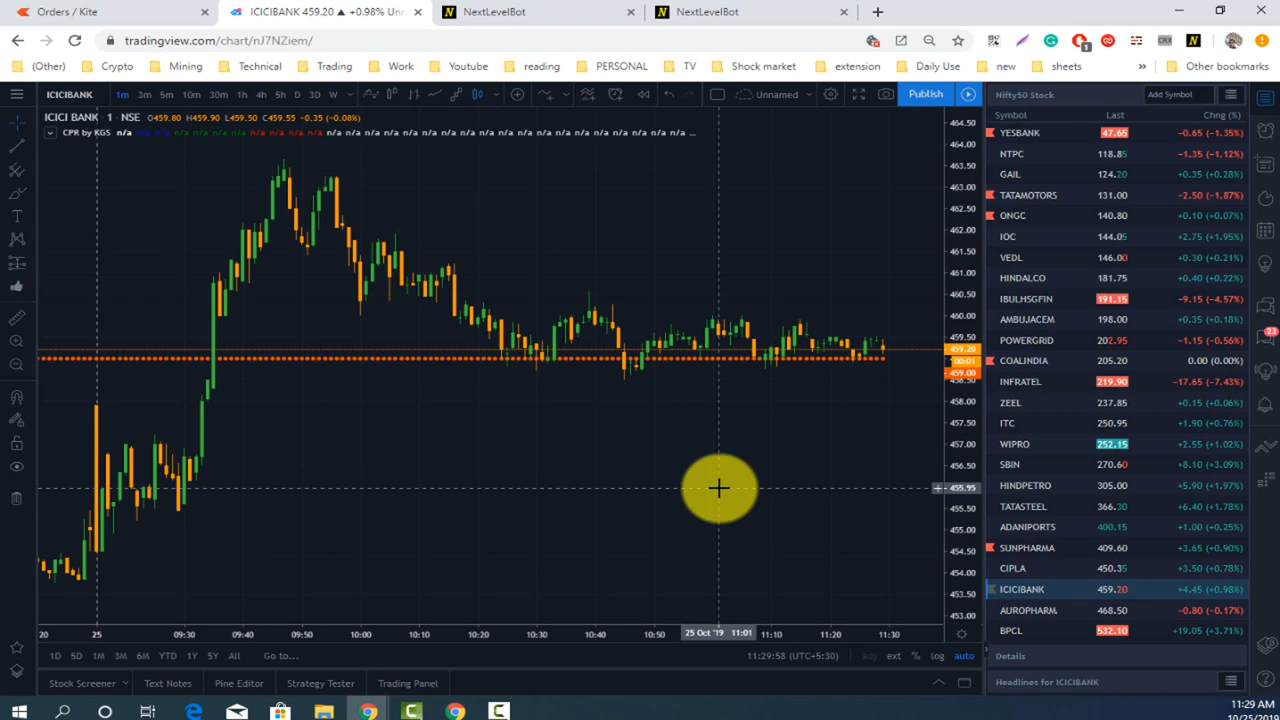 Orders / Kite
ICICIBANK 459.20 ▲ +0.98% Unn
NextLevelBot
NextLevelBot
tradingview.com/chart/nJ7NZiem/
(Other) Crypto Mining Technical Trading Work Youtube reading PERSONAL TV Shock market extension Daily Use new sheets » Other bookmarks
ICICIBANK 1m 3m 5m 10m 30m 1h 4h 5h D 3D W Unnamed Publish
Nifty50 Stock Add Symbol
ICICI BANK · 1 · NSE O459.80 H459.90 L459.50 C459.55 -0.35 (-0.08%)
CPR by KGS n/a n/a n/a n/a n/a n/a n/a n/a n/a n/a n/a n/a n/a n/a n/a n/a n/a n/a n/a n/a ...
Symbol Last Chng (%)
YESBANK 47.65 -0.65 (-1.35%)
NTPC 118.85 -1.35 (-1.12%)
GAIL 124.20 +0.35 (+0.28%)
TATAMOTORS 131.00 -2.50 (-1.87%)
ONGC 140.80 +0.10 (+0.07%)
IOC 144.05 +2.75 (+1.95%)
VEDL 146.00 +0.30 (+0.21%)
HINDALCO 181.75 +0.40 (+0.22%)
IBULHSGFIN 191.15 -9.15 (-4.57%)
AMBUJACEM 198.00 +0.35 (+0.18%)
POWERGRID 202.95 -1.15 (-0.56%)
COALINDIA 205.20 0.00 (0.00%)
INFRATEL 219.90 -17.65 (-7.43%)
ZEEL 237.85 +0.15 (+0.06%)
ITC 250.95 +1.90 (+0.76%)
WIPRO 252.15 +2.55 (+1.02%)
SBIN 270.60 +8.10 (+3.09%)
HINDPETRO 305.00 +5.90 (+1.97%)
TATASTEEL 366.30 +6.40 (+1.78%)
ADANIPORTS 400.15 +1.00 (+0.25%)
SUNPHARMA 409.60 +3.65 (+0.90%)
CIPLA 450.35 +3.50 (+0.78%)
ICICIBANK 459.20 +4.45 (+0.98%)
AUROPHARM 468.50 -0.80 (-0.17%)
BPCL 532.10 +19.05 (+3.71%)
Details
Headlines for ICICIBANK
23
464.50
464.00
463.50
463.00
462.50
462.00
461.50
461.00
460.50
460.00
459.50
459.20
00:01
459.00
458.50
458.00
457.50
457.00
456.50
455.95
455.50
455.00
454.50
454.00
453.50
453.00
20 25 09:30 09:40 09:50 10:00 10:10 10:20 10:30 10:40 10:50 25 Oct '19 11:01 11:10 11:20 11:30
1D 5D 1M 3M 6M YTD 1Y 5Y All Go to... 11:29:58 (UTC+5:30) adj ext % log auto
Stock Screener Text Notes Pine Editor Strategy Tester Trading Panel
11:29 AM
10/25/2019